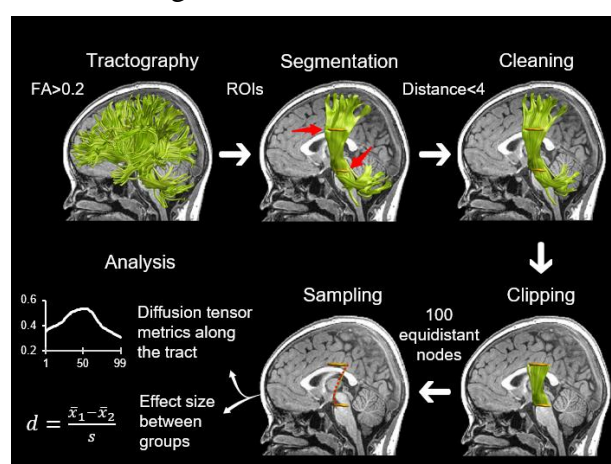 Tractography
Segmentation
Cleaning
FA>0.2
ROIs
Distance<4
Analysis
Sampling
Clipping
0.6
0.4
0.2
1
50
99
Diffusion tensor
metrics along
the tract
100
equidistant
nodes
Effect size
between
groups
d = x̄₁−x̄₂ / s